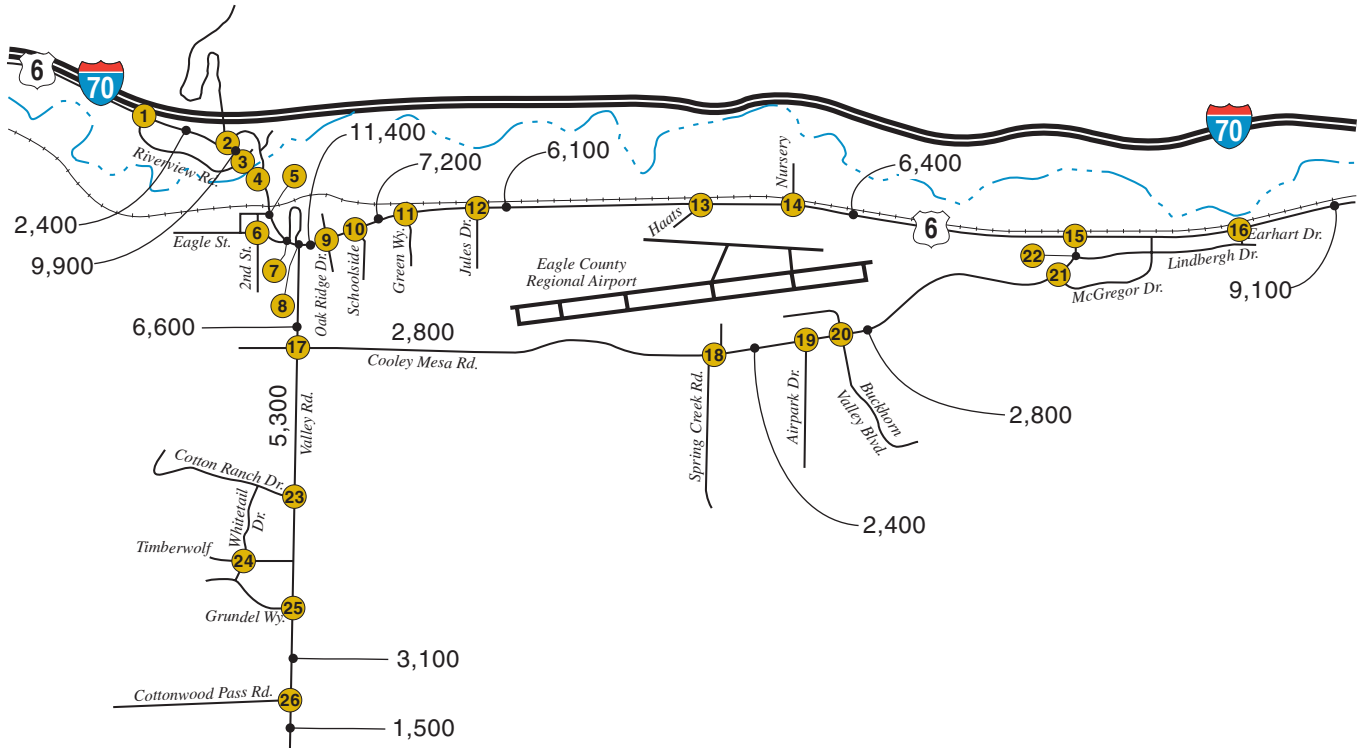 6
70
1
2
3
4
5
Riverview Rd.
11,400
7,200
6,100
Nursery
6,400
70
2,400
9,900
Eagle St.
6
2nd St.
7
8
9
10
11
12
13
14
6
15
16
Oak Ridge Dr.
Schoolside
Green Wy.
Jules Dr.
Haats
Eagle County
Regional Airport
22
21
Earhart Dr.
Lindbergh Dr.
McGregor Dr.
9,100
6,600
2,800
17
Cooley Mesa Rd.
18
19
20
Spring Creek Rd.
Airpark Dr.
Buckhorn
Valley Blvd.
2,800
2,400
5,300
Valley Rd.
Cotton Ranch Dr.
23
Whitetail
Dr.
Timberwolf
24
Grundel Wy.
25
3,100
Cottonwood Pass Rd.
26
1,500